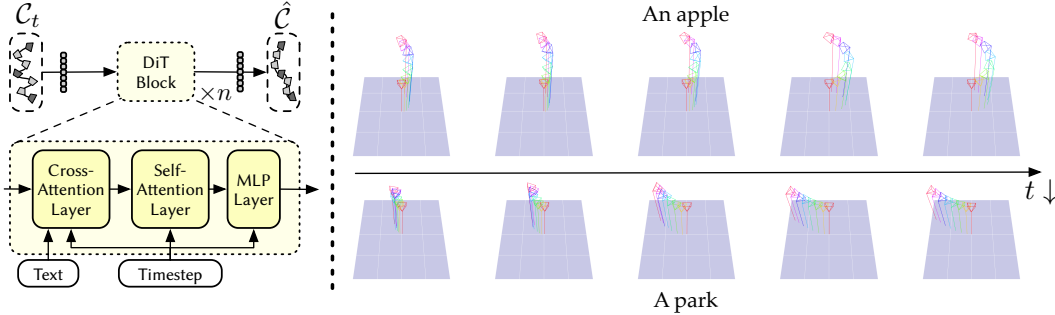 𝒞_t
𝒞̂
DiT
Block
×n
Cross-
Attention
Layer
Self-
Attention
Layer
MLP
Layer
Text
Timestep
An apple
t ↓
A park